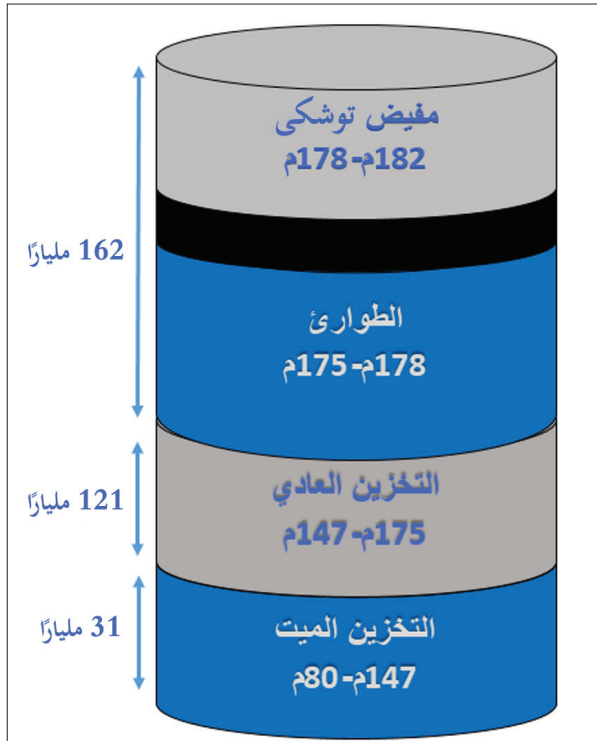 مفيض توشكى
182م-178م
162 مليارًا
الطوارئ
178م-175م
التخزين العادي
175م-147م
121 مليارًا
التخزين الميت
147م-80م
31 مليارًا